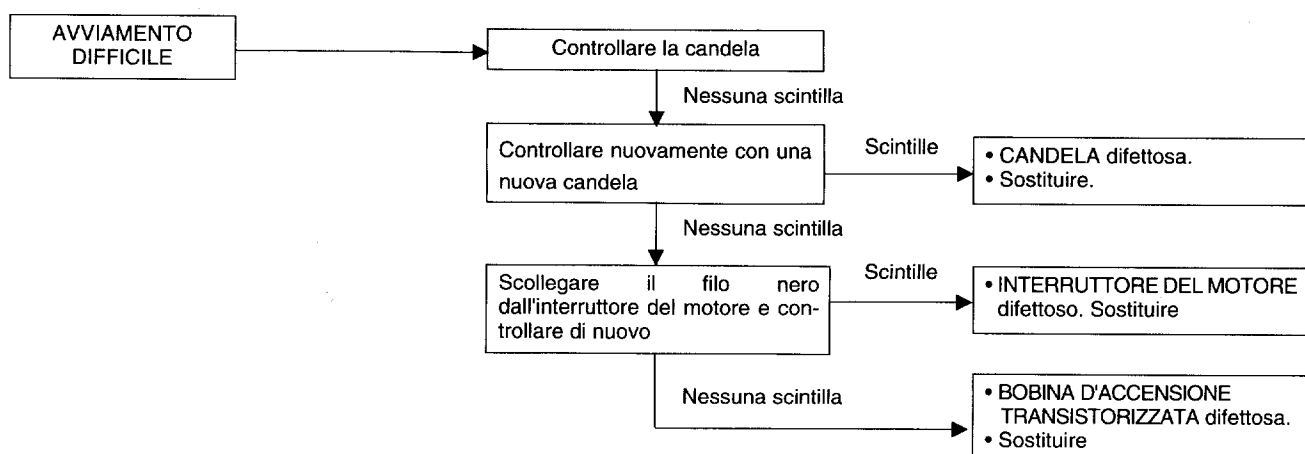 AVVIAMENTO
DIFFICILE
Controllare la candela
Nessuna scintilla
Controllare nuovamente con una
nuova candela
Scintille
• CANDELA difettosa.
• Sostituire.
Nessuna scintilla
Scollegare il filo nero
dall'interruttore del motore e con-
trollare di nuovo
Scintille
• INTERRUTTORE DEL MOTORE
difettoso. Sostituire
Nessuna scintilla
• BOBINA D'ACCENSIONE
TRANSISTORIZZATA difettosa.
• Sostituire